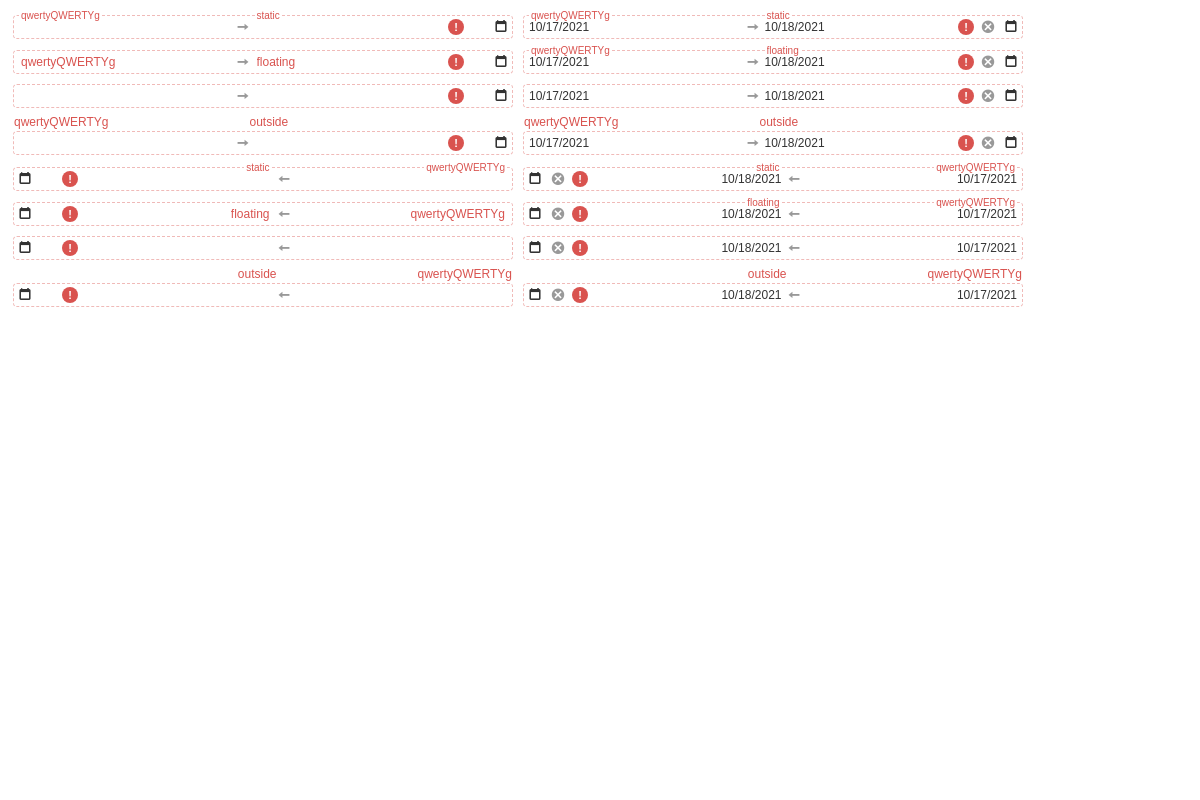 qwertyQWERTYg static qwertyQWERTYg static
! 10/17/2021 10/18/2021 !
qwertyQWERTYg floating
qwertyQWERTYg floating ! 10/17/2021 10/18/2021 !
! 10/17/2021 10/18/2021 !
qwertyQWERTYg outside qwertyQWERTYg outside
! 10/17/2021 10/18/2021 !
static qwertyQWERTYg static qwertyQWERTYg
! ! 10/18/2021 10/17/2021
floating qwertyQWERTYg
! floating qwertyQWERTYg ! 10/18/2021 10/17/2021
! ! 10/18/2021 10/17/2021
outside qwertyQWERTYg outside qwertyQWERTYg
! ! 10/18/2021 10/17/2021